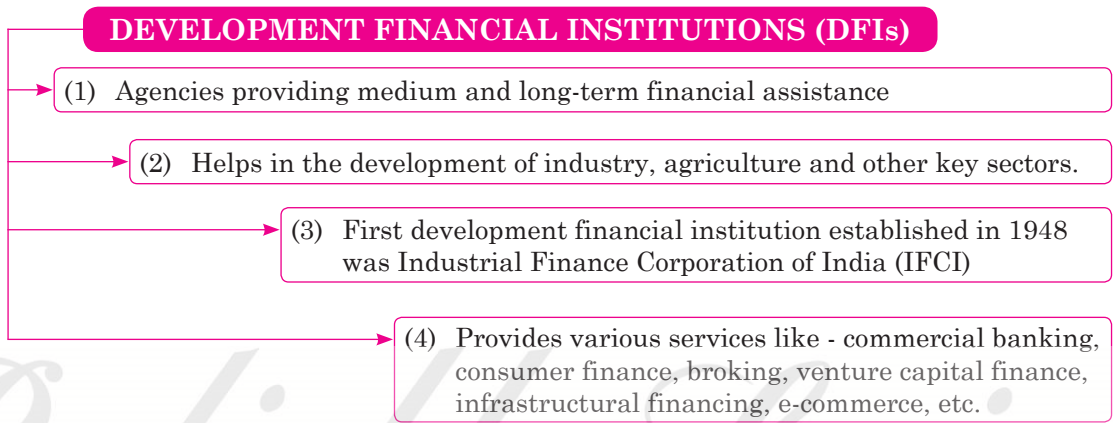 DEVELOPMENT FINANCIAL INSTITUTIONS (DFIs)
(1) Agencies providing medium and long-term financial assistance
(2) Helps in the development of industry, agriculture and other key sectors.
(3) First development financial institution established in 1948
was Industrial Finance Corporation of India (IFCI)
(4) Provides various services like - commercial banking,
consumer finance, broking, venture capital finance,
infrastructural financing, e-commerce, etc.